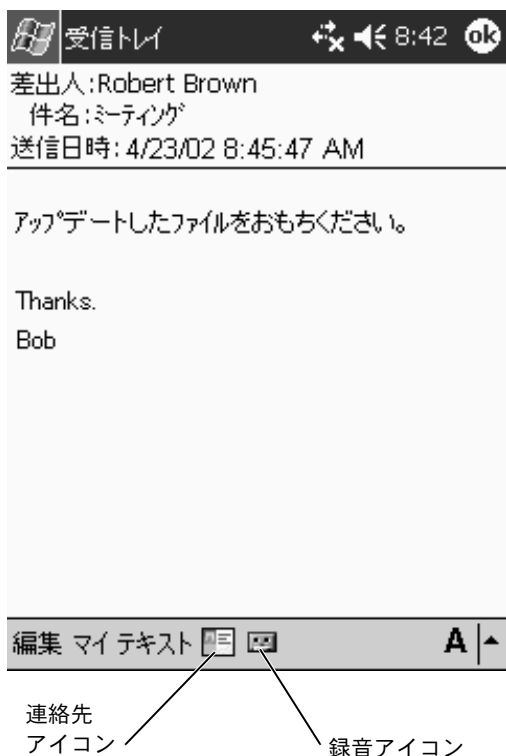 受信トレイ 8:42 ok
差出人:Robert Brown
件名:ミーティング
送信日時:4/23/02 8:45:47 AM
アップデートしたファイルをおもちください。
Thanks.
Bob
編集 マイ テキスト A
連絡先
アイコン
録音アイコン